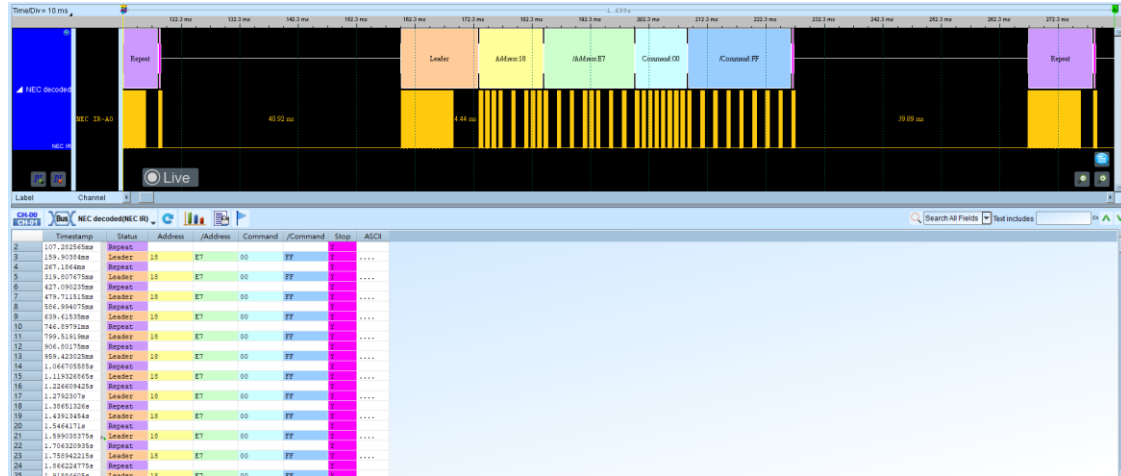 Time/Div = 10 ms
1.699s
122.3 ms 132.3 ms 142.3 ms 152.3 ms 162.3 ms 172.3 ms 182.3 ms 192.3 ms 202.3 ms 212.3 ms 222.3 ms 232.3 ms 242.3 ms 252.3 ms 262.3 ms 272.3 ms
Repeat Leader Address:18 /Address:E7 Command:00 /Command:FF Repeat
NEC decoded
NEC IR-A0 40.92 ms 4.44 ms 39.89 ms
NEC IR
Live
Label Channel
CH-00
CH-01 Bus NEC decoded(NEC IR) Search All Fields Text includes
Timestamp Status Address /Address Command /Command Stop ASCII
2 107.282565ms Repeat Y
3 159.90384ms Leader 18 E7 00 FF Y ....
4 267.1864ms Repeat Y
5 319.807675ms Leader 18 E7 00 FF Y ....
6 427.090235ms Repeat Y
7 479.711515ms Leader 18 E7 00 FF Y ....
8 586.994075ms Repeat Y
9 639.61535ms Leader 18 E7 00 FF Y ....
10 746.89791ms Repeat Y
11 799.51919ms Leader 18 E7 00 FF Y ....
12 906.80175ms Repeat Y
13 959.423025ms Leader 18 E7 00 FF Y ....
14 1.066705585s Repeat Y
15 1.119326865s Leader 18 E7 00 FF Y ....
16 1.226609425s Repeat Y
17 1.2792307s Leader 18 E7 00 FF Y ....
18 1.38651326s Repeat Y
19 1.43913454s Leader 18 E7 00 FF Y ....
20 1.5464171s Repeat Y
21 1.599038375s Leader 18 E7 00 FF Y ....
22 1.706320935s Repeat Y
23 1.758942215s Leader 18 E7 00 FF Y ....
24 1.866224775s Repeat Y
25 Leader 18 E7 00 FF